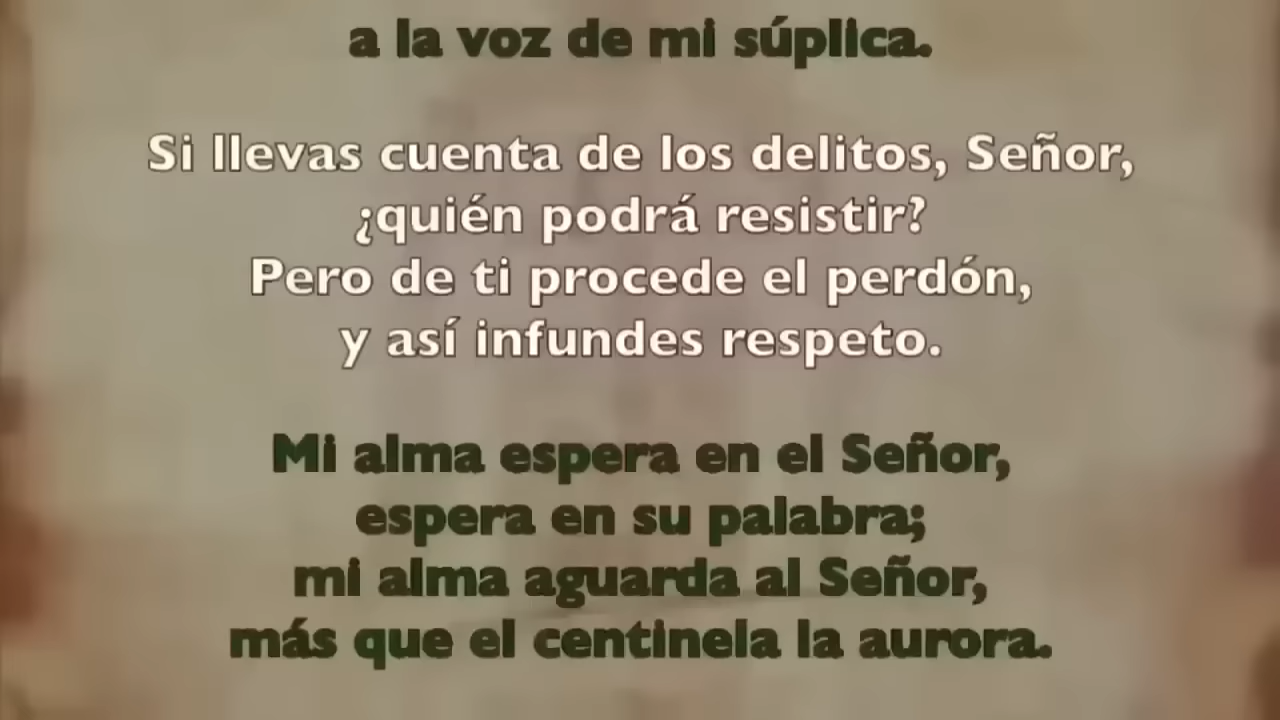 a la voz de mi súplica.
Si llevas cuenta de los delitos, Señor,
¿quién podrá resistir?
Pero de ti procede el perdón,
y así infundes respeto.
Mi alma espera en el Señor,
espera en su palabra;
mi alma aguarda al Señor,
más que el centinela la aurora.